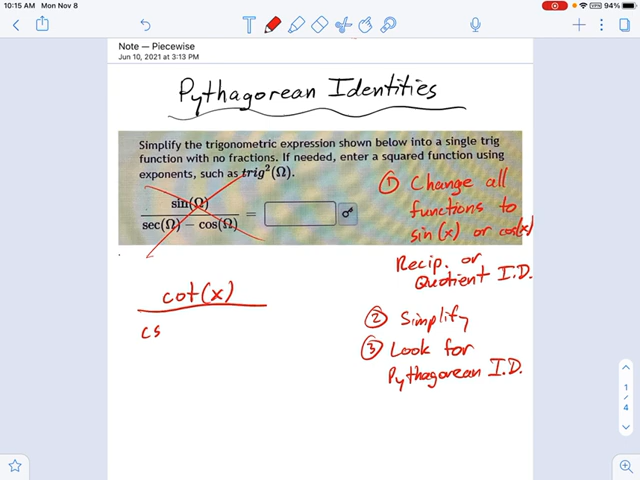 10:15 AM Mon Nov 8
94%
Note — Piecewise
Jun 10, 2021 at 3:13 PM
Pythagorean Identities
Simplify the trigonometric expression shown below into a single trig
function with no fractions. If needed, enter a squared function using
exponents, such as trig²(Ω).
sin(Ω)
sec(Ω) − cos(Ω)
=
① Change all
functions to
sin(x) or cos(x)
Recip. or
Quotient I.D.
② Simplify
③ Look for
Pythagorean I.D.
cot(x)
cs
1
/
4